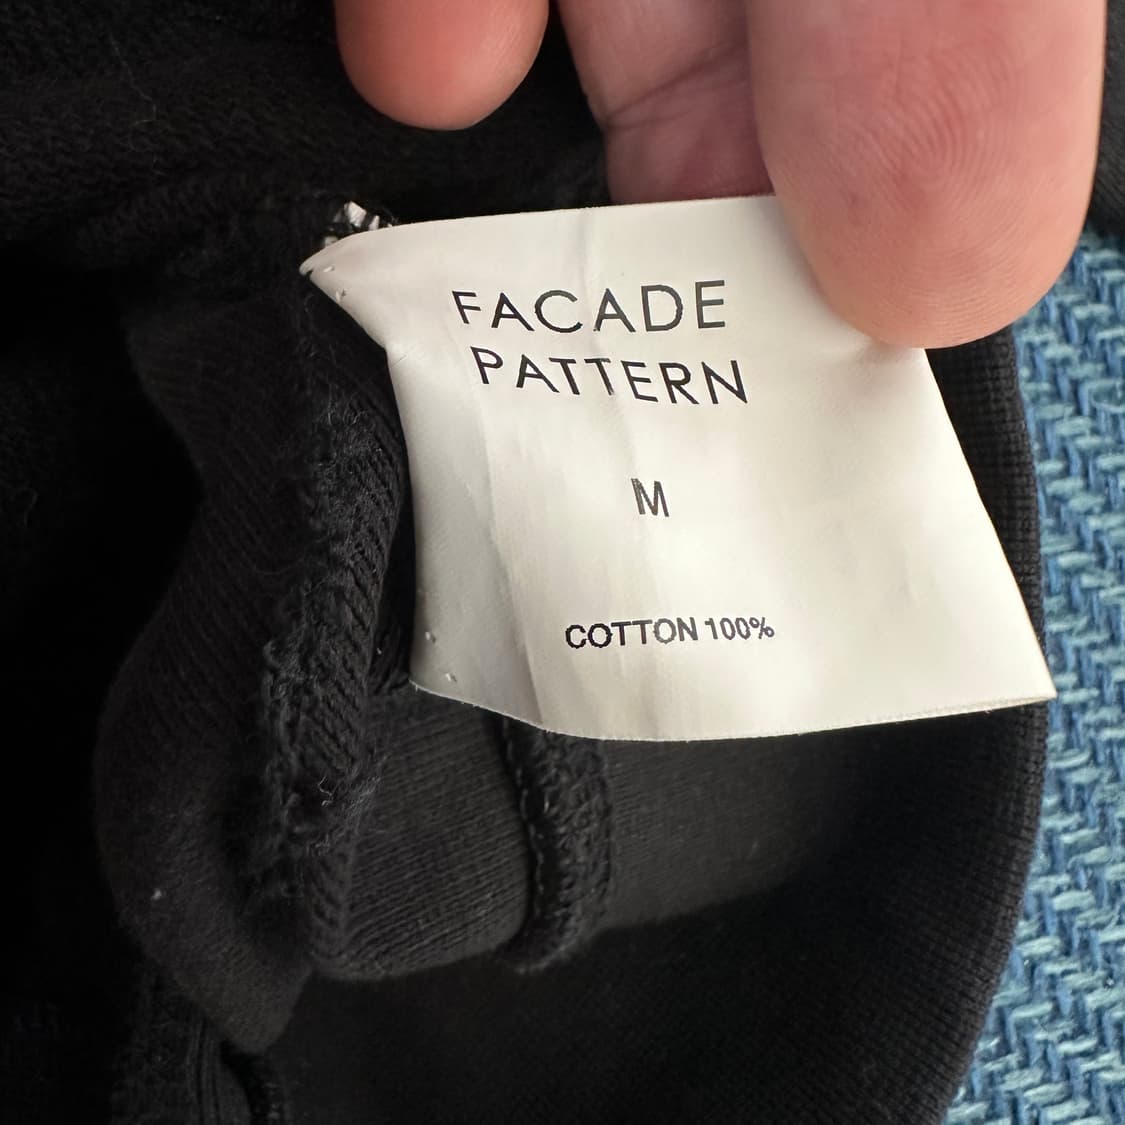 FACADE
PATTERN
M
COTTON 100%